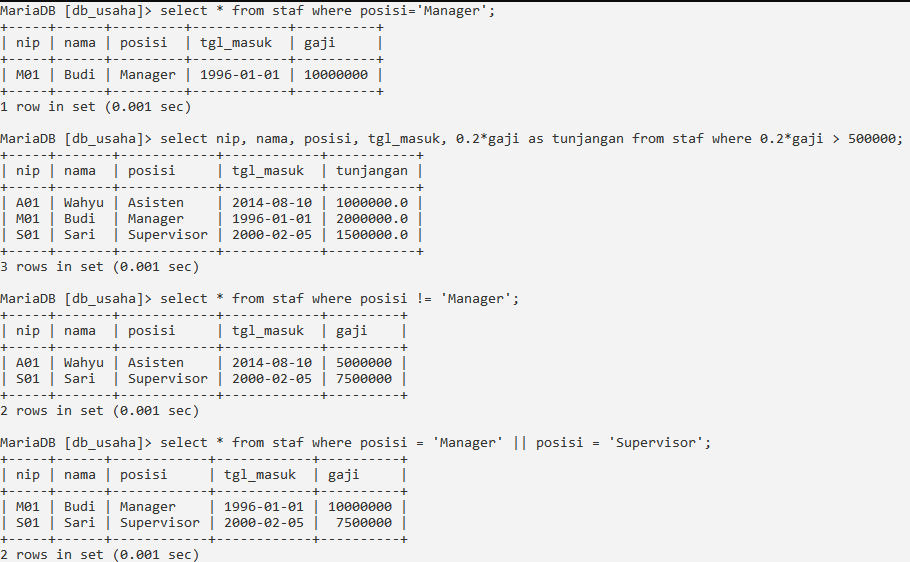 MariaDB [db_usaha]> select * from staf where posisi='Manager';
+-----+------+---------+------------+----------+
| nip | nama | posisi  | tgl_masuk  | gaji     |
+-----+------+---------+------------+----------+
| M01 | Budi | Manager | 1996-01-01 | 10000000 |
+-----+------+---------+------------+----------+
1 row in set (0.001 sec)

MariaDB [db_usaha]> select nip, nama, posisi, tgl_masuk, 0.2*gaji as tunjangan from staf where 0.2*gaji > 500000;
+-----+-------+------------+------------+-----------+
| nip | nama  | posisi     | tgl_masuk  | tunjangan |
+-----+-------+------------+------------+-----------+
| A01 | Wahyu | Asisten    | 2014-08-10 | 1000000.0 |
| M01 | Budi  | Manager    | 1996-01-01 | 2000000.0 |
| S01 | Sari  | Supervisor | 2000-02-05 | 1500000.0 |
+-----+-------+------------+------------+-----------+
3 rows in set (0.001 sec)

MariaDB [db_usaha]> select * from staf where posisi != 'Manager';
+-----+-------+------------+------------+---------+
| nip | nama  | posisi     | tgl_masuk  | gaji    |
+-----+-------+------------+------------+---------+
| A01 | Wahyu | Asisten    | 2014-08-10 | 5000000 |
| S01 | Sari  | Supervisor | 2000-02-05 | 7500000 |
+-----+-------+------------+------------+---------+
2 rows in set (0.001 sec)

MariaDB [db_usaha]> select * from staf where posisi = 'Manager' || posisi = 'Supervisor';
+-----+------+------------+------------+----------+
| nip | nama | posisi     | tgl_masuk  | gaji     |
+-----+------+------------+------------+----------+
| M01 | Budi | Manager    | 1996-01-01 | 10000000 |
| S01 | Sari | Supervisor | 2000-02-05 |  7500000 |
+-----+------+------------+------------+----------+
2 rows in set (0.001 sec)